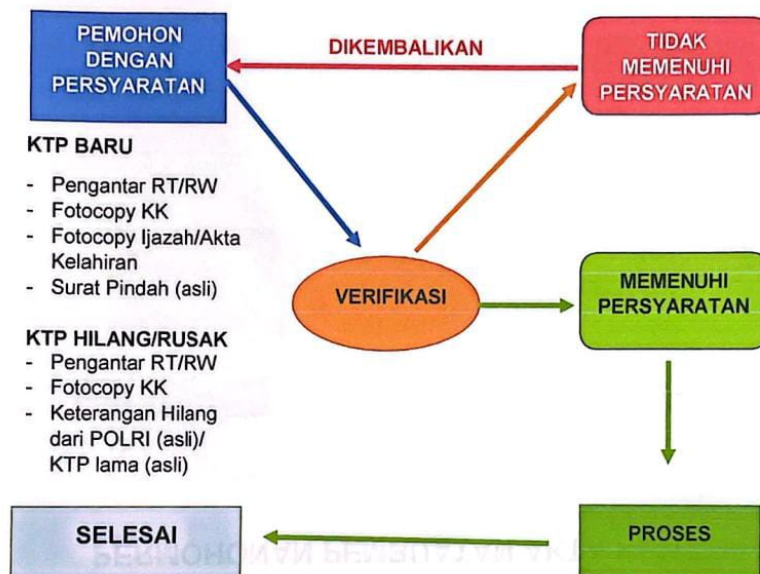 PEMOHON
DENGAN
PERSYARATAN
DIKEMBALIKAN
TIDAK
MEMENUHI
PERSYARATAN
KTP BARU
- Pengantar RT/RW
- Fotocopy KK
- Fotocopy Ijazah/Akta
Kelahiran
- Surat Pindah (asli)
VERIFIKASI
MEMENUHI
PERSYARATAN
KTP HILANG/RUSAK
- Pengantar RT/RW
- Fotocopy KK
- Keterangan Hilang
dari POLRI (asli)/
KTP lama (asli)
SELESAI
PROSES